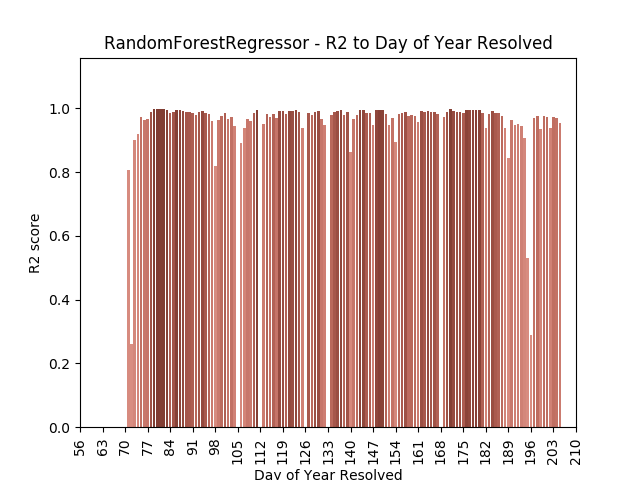 RandomForestRegressor - R2 to Day of Year Resolved
1.0
0.8
0.6
0.4
0.2
0.0
R2 score
56 63 70 77 84 91 98 105 112 119 126 133 140 147 154 161 168 175 182 189 196 203 210
Day of Year Resolved